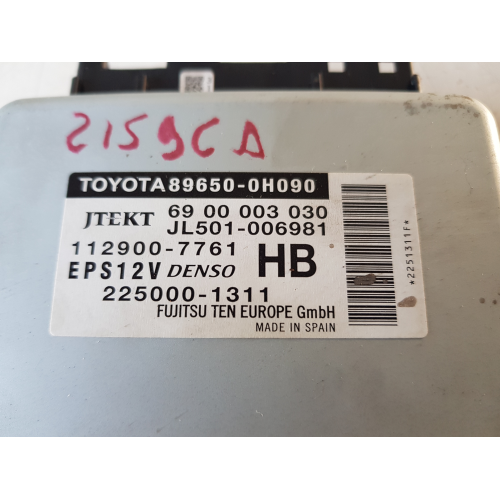 2159CA
TOYOTA 89650-0H090
JTEKT 69 00 003 030
JL501-006981
112900-7761
EPS12V DENSO HB
225000-1311
FUJITSU TEN EUROPE GmbH
MADE IN SPAIN
*2251311F*